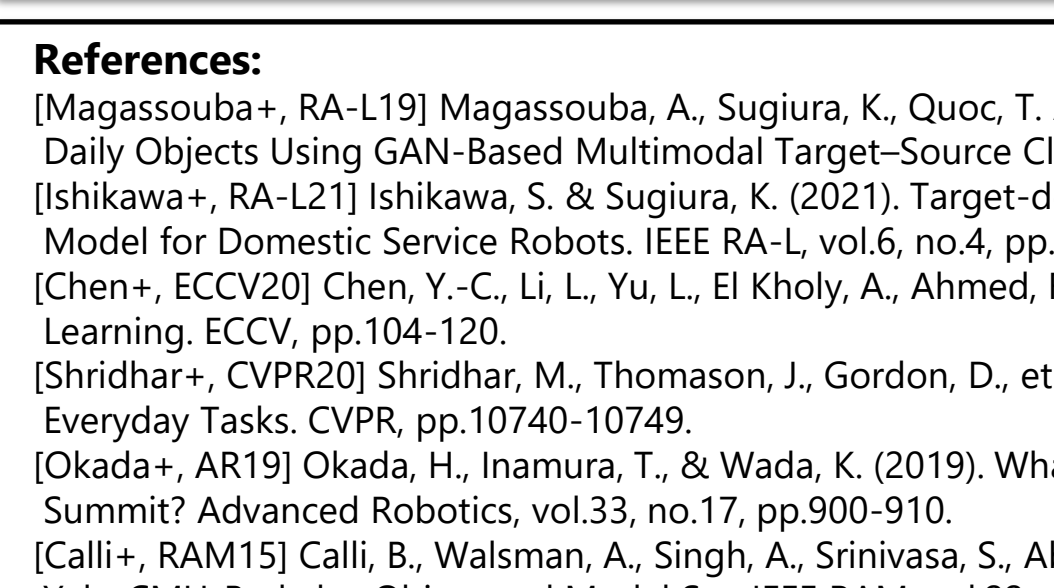 References:
[Magassouba+, RA-L19] Magassouba, A., Sugiura, K., Quoc, T.
Daily Objects Using GAN-Based Multimodal Target–Source Cl
[Ishikawa+, RA-L21] Ishikawa, S. & Sugiura, K. (2021). Target-d
Model for Domestic Service Robots. IEEE RA-L, vol.6, no.4, pp.
[Chen+, ECCV20] Chen, Y.-C., Li, L., Yu, L., El Kholy, A., Ahmed,
Learning. ECCV, pp.104-120.
[Shridhar+, CVPR20] Shridhar, M., Thomason, J., Gordon, D., et
Everyday Tasks. CVPR, pp.10740-10749.
[Okada+, AR19] Okada, H., Inamura, T., & Wada, K. (2019). Wha
Summit? Advanced Robotics, vol.33, no.17, pp.900-910.
[Calli+, RAM15] Calli, B., Walsman, A., Singh, A., Srinivasa, S., Al